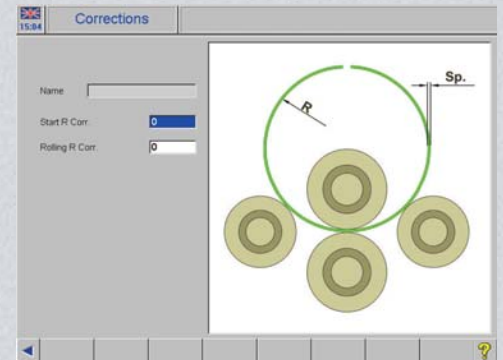 15:04
Corrections
Name
Start R Corr. 0
Rolling R Corr. 0
R
Sp.
?